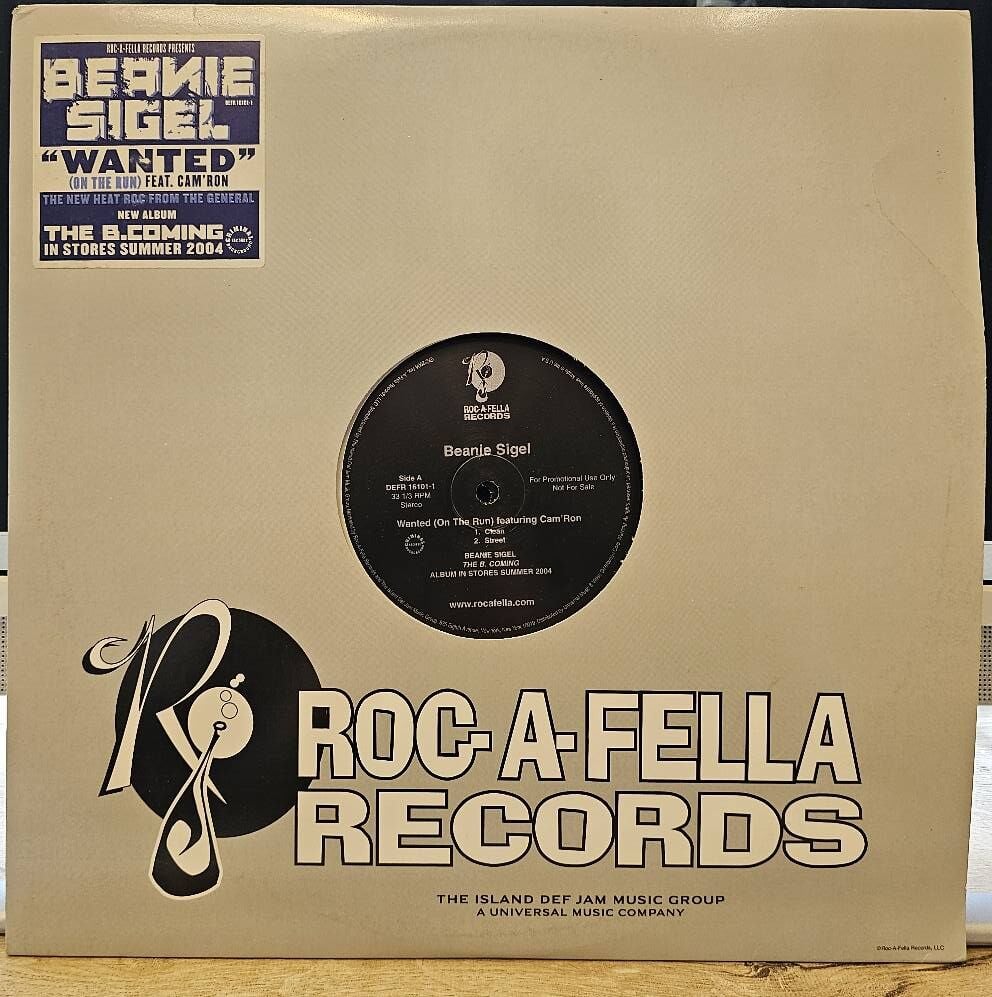 ROC-A-FELLA RECORDS PRESENTS
BEANIE
DEFR 16101-1
SIGEL
“WANTED”
(ON THE RUN) FEAT. CAM'RON
THE NEW HEAT ROC FROM THE GENERAL
NEW ALBUM
THE B.COMING
IN STORES SUMMER 2004
ROC-A-FELLA
RECORDS
Beanie Sigel
Side A
DEFR 16101-1
33 1/3 RPM
Stereo
For Promotional Use Only
Not For Sale
Wanted (On The Run) featuring Cam'Ron
1. Clean
2. Street
BEANIE SIGEL
THE B. COMING
ALBUM IN STORES SUMMER 2004
www.rocafella.com
ROC-A-FELLA
RECORDS
THE ISLAND DEF JAM MUSIC GROUP
A UNIVERSAL MUSIC COMPANY
© Roc-A-Fella Records, LLC